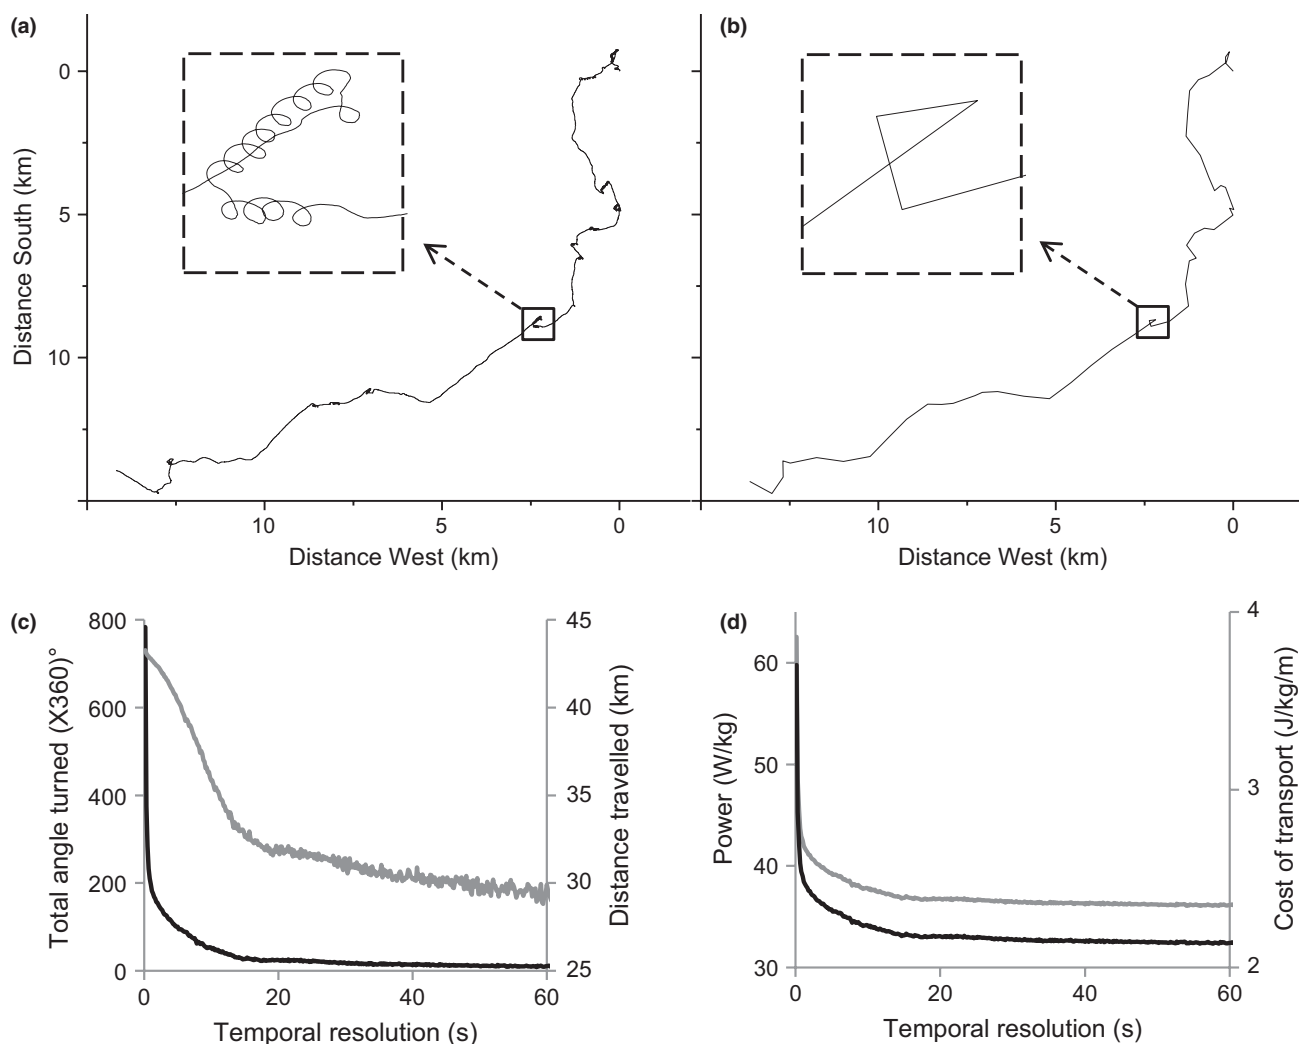 (a)
(b)
0
5
10
Distance South (km)
10
5
0
Distance West (km)
10
5
0
Distance West (km)
(c)
800
600
400
200
0
Total angle turned (X360)°
45
40
35
30
25
Distance travelled (km)
0
20
40
60
Temporal resolution (s)
(d)
60
50
40
30
Power (W/kg)
4
3
2
Cost of transport (J/kg/m)
0
20
40
60
Temporal resolution (s)